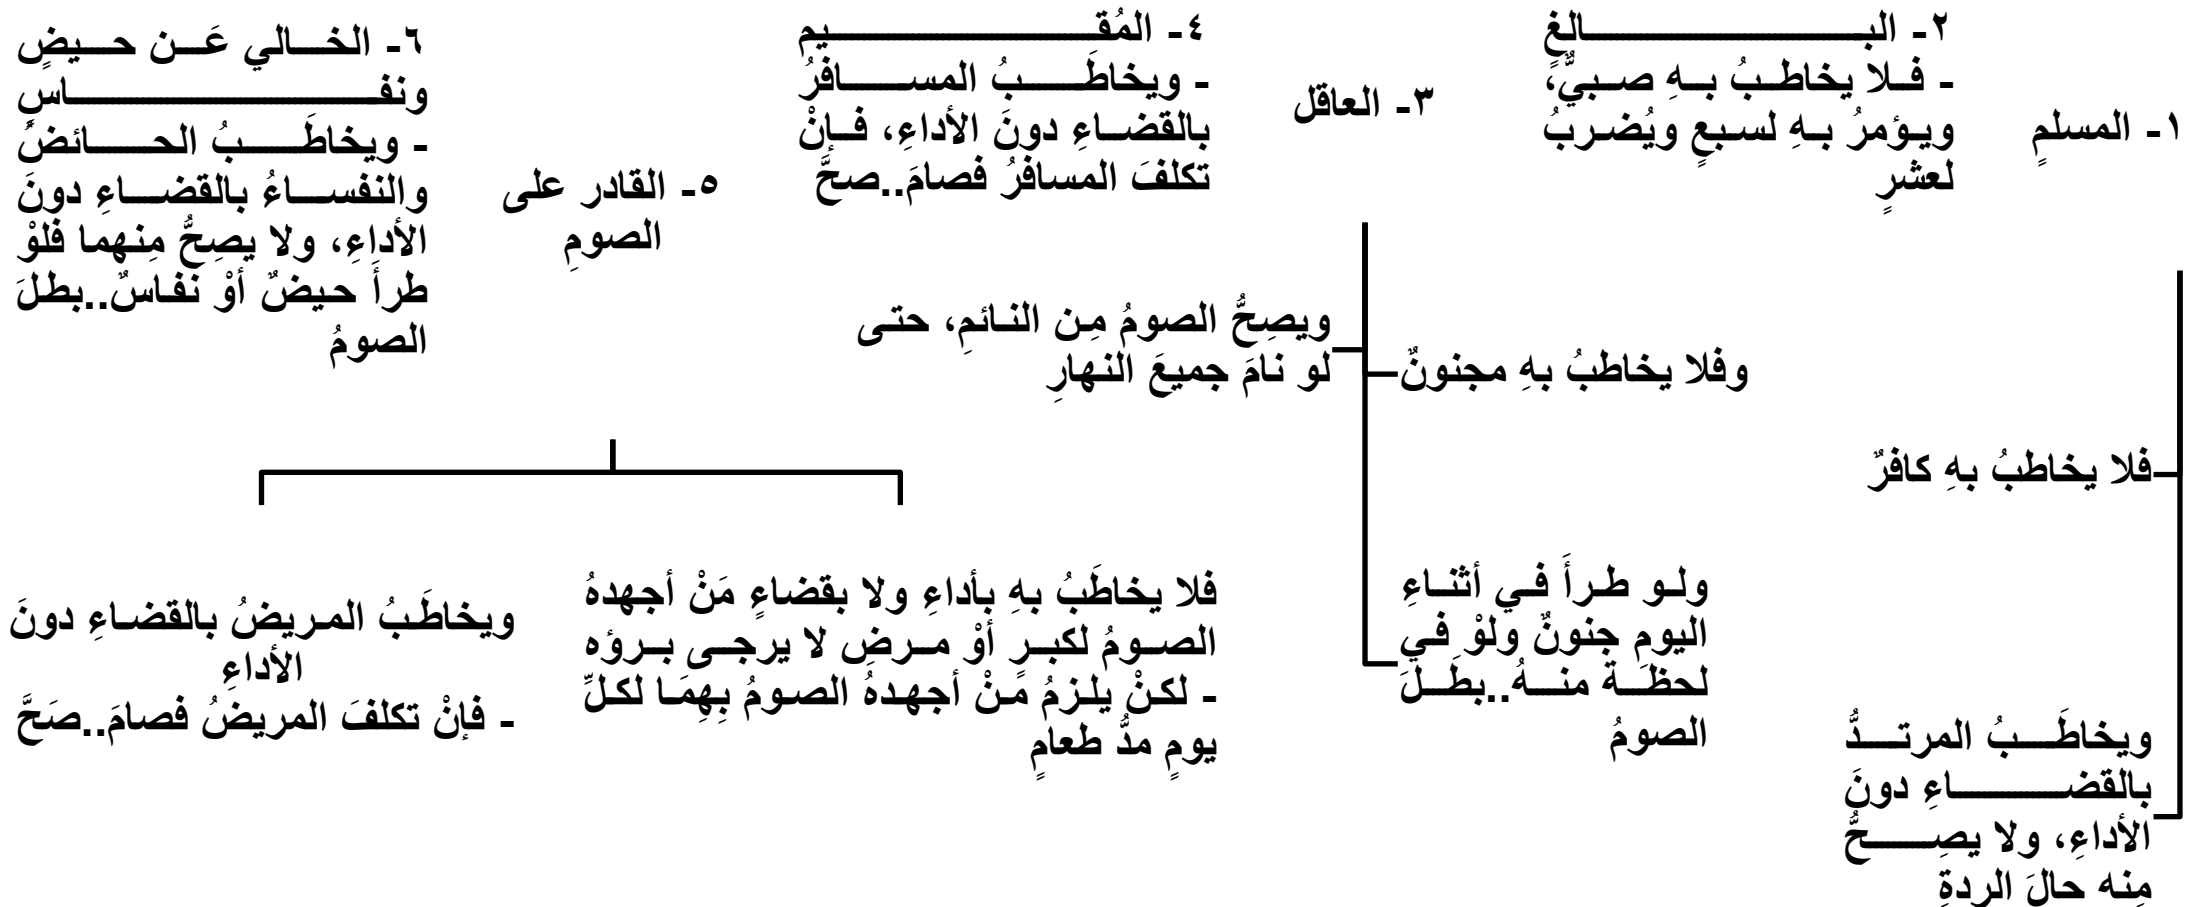 ١- المسلمٍ
فلا يخاطبُ بهِ كافرٌ
ويخاطَبُ المرتدُّ
بالقضاءِ دونَ
الأداءِ، ولا يصِحُّ
مِنه حالَ الردةِ
٢- البالغٍ
- فلا يخاطبُ بهِ صبيٌّ،
ويؤمرُ بهِ لسبعٍ ويُضربُ
لعشرٍ
٣- العاقل
وفلا يخاطبُ بهِ مجنونٌ
ولو طرأَ في أثناءِ
اليوم جنونٌ ولوْ في
لحظَة منهُ..بطَلَ
الصومُ
ويصِحُّ الصومُ مِن النائمِ، حتى
لو نامَ جميعَ النهارِ
٤- المُقيم
- ويخاطَبُ المسافرُ
بالقضاءِ دونَ الأداءِ، فإنْ
تكلفَ المسافرُ فصامَ..صحَّ
٥- القادر على
الصومِ
فلا يخاطَبُ بهِ بأداءِ ولا بقضاءٍ مَنْ أجهدهُ
الصومُ لكبرٍ أوْ مرضٍ لا يرجى برؤه
- لكنْ يلزمُ مَنْ أجهدهُ الصومُ بِهِمَا لكلِّ
يومٍ مدُّ طعامٍ
ويخاطَبُ المريضُ بالقضاءِ دونَ
الأداءِ
- فإنْ تكلفَ المريضُ فصامَ..صَحَّ
٦- الخالي عَن حيضٍ
ونفاسٍ
- ويخاطَبُ الحائضُ
والنفساءُ بالقضاءِ دونَ
الأداءِ، ولا يصِحُّ مِنهما فلوْ
طرأَ حيضٌ أوْ نفاسٌ..بطلَ
الصومُ